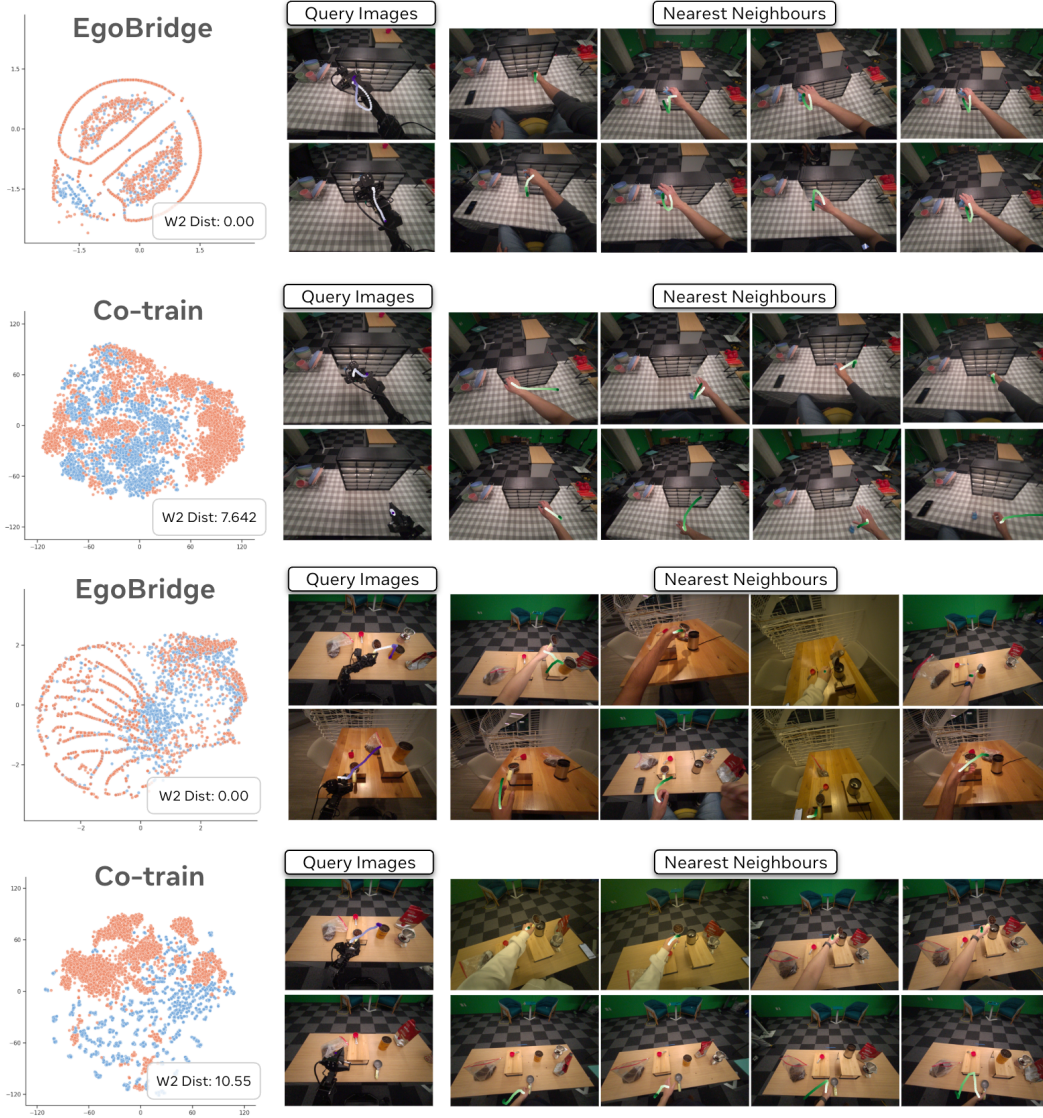 EgoBridge
Query Images
Nearest Neighbours
1.5
0.0
−1.5
W2 Dist: 0.00
−1.5
0.0
1.5
Co-train
Query Images
Nearest Neighbours
120
60
0
−60
−120
W2 Dist: 7.642
−120
−60
0
60
120
EgoBridge
Query Images
Nearest Neighbours
2
0
−2
W2 Dist: 0.00
−2
0
2
Co-train
Query Images
Nearest Neighbours
120
60
0
−60
−120
W2 Dist: 10.55
−120
−60
0
60
120